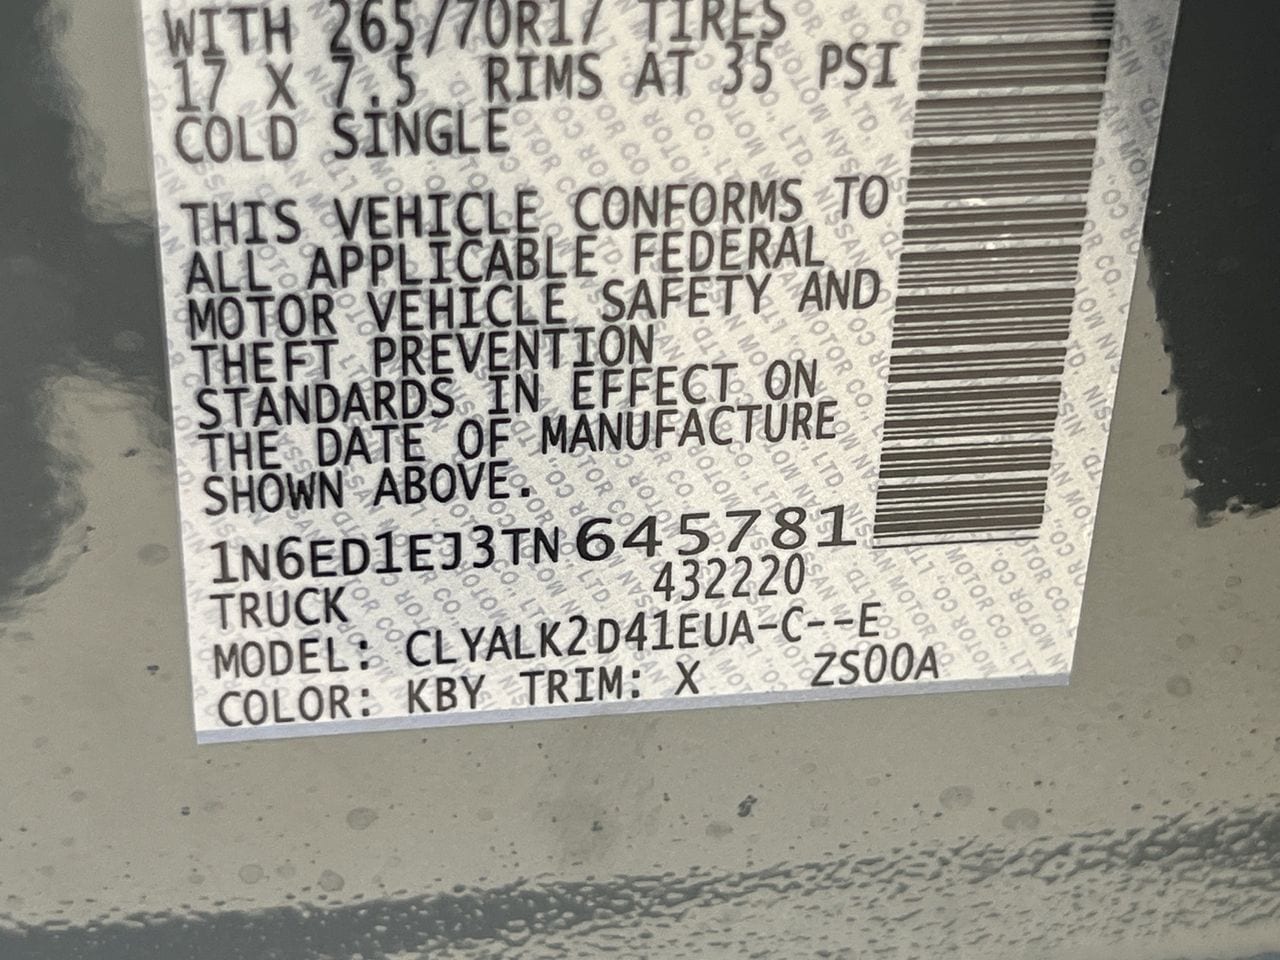 WITH 265/70R17 TIRES
17 X 7.5 RIMS AT 35 PSI
COLD SINGLE
THIS VEHICLE CONFORMS TO
ALL APPLICABLE FEDERAL
MOTOR VEHICLE SAFETY AND
THEFT PREVENTION
STANDARDS IN EFFECT ON
THE DATE OF MANUFACTURE
SHOWN ABOVE.
1N6ED1EJ3TN645781
TRUCK 432220
MODEL: CLYALK2D41EUA-C--E
COLOR: KBY TRIM: X ZS00A